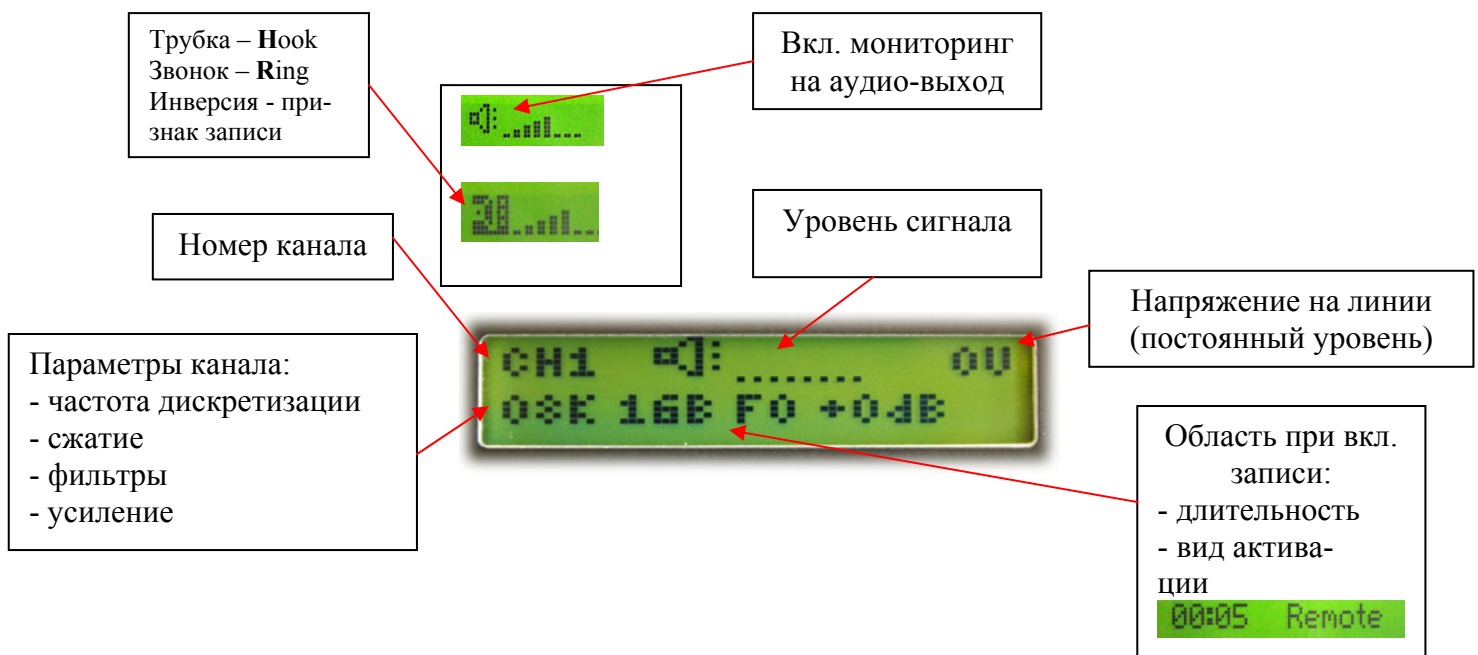 Трубка – Hook
Звонок – Ring
Инверсия - при-
знак записи
Вкл. мониторинг
на аудио-выход
Номер канала
Уровень сигнала
Напряжение на линии
(постоянный уровень)
Параметры канала:
- частота дискретизации
- сжатие
- фильтры
- усиление
CH1 0V
08K 16B F0 +0dB
Область при вкл.
записи:
- длительность
- вид актива-
ции
00:05 Remote